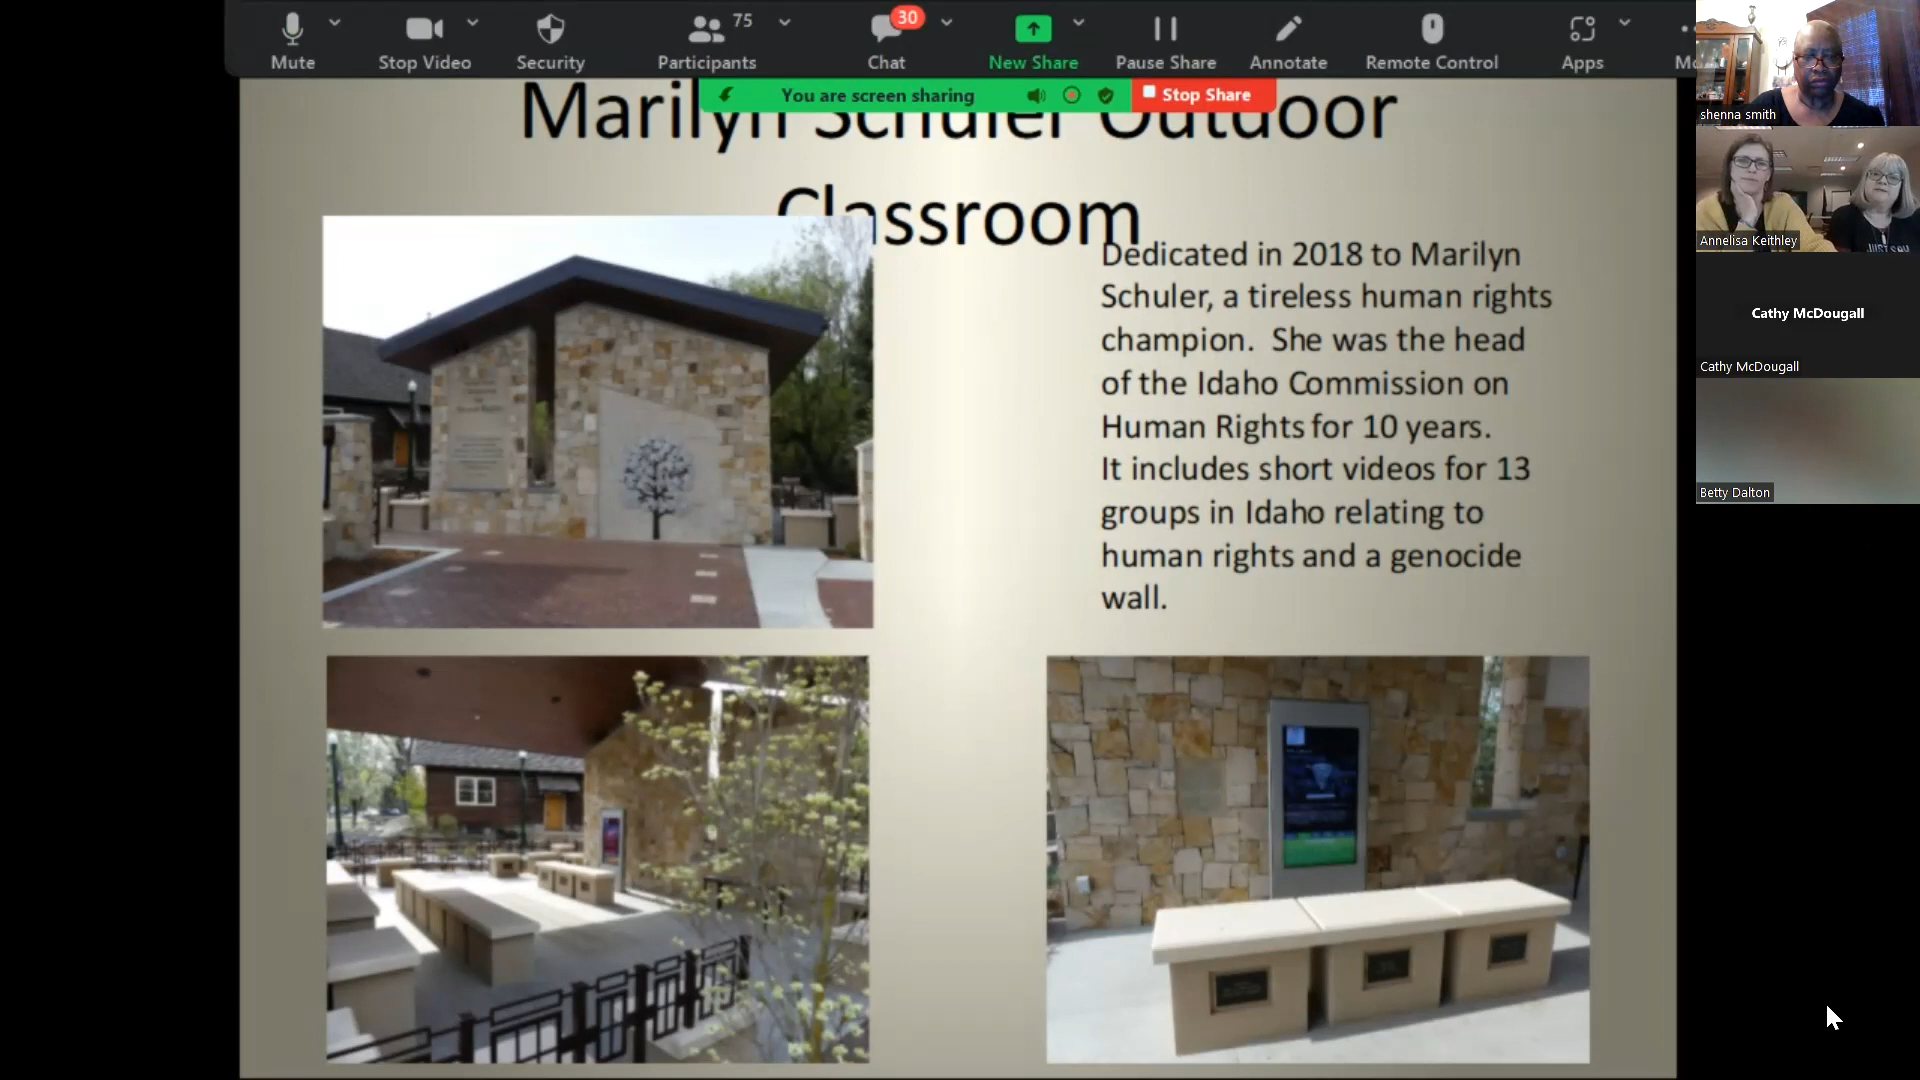 75
30
Mute
Stop Video
Security
Participants
Chat
New Share
Pause Share
Annotate
Remote Control
Apps
You are screen sharing
Stop Share
Marilyn Schuler Outdoor
Classroom
Dedicated in 2018 to Marilyn
Schuler, a tireless human rights
champion.  She was the head
of the Idaho Commission on
Human Rights for 10 years.
It includes short videos for 13
groups in Idaho relating to
human rights and a genocide
wall.
shenna smith
Annelisa Keithley
Cathy McDougall
Cathy McDougall
Betty Dalton